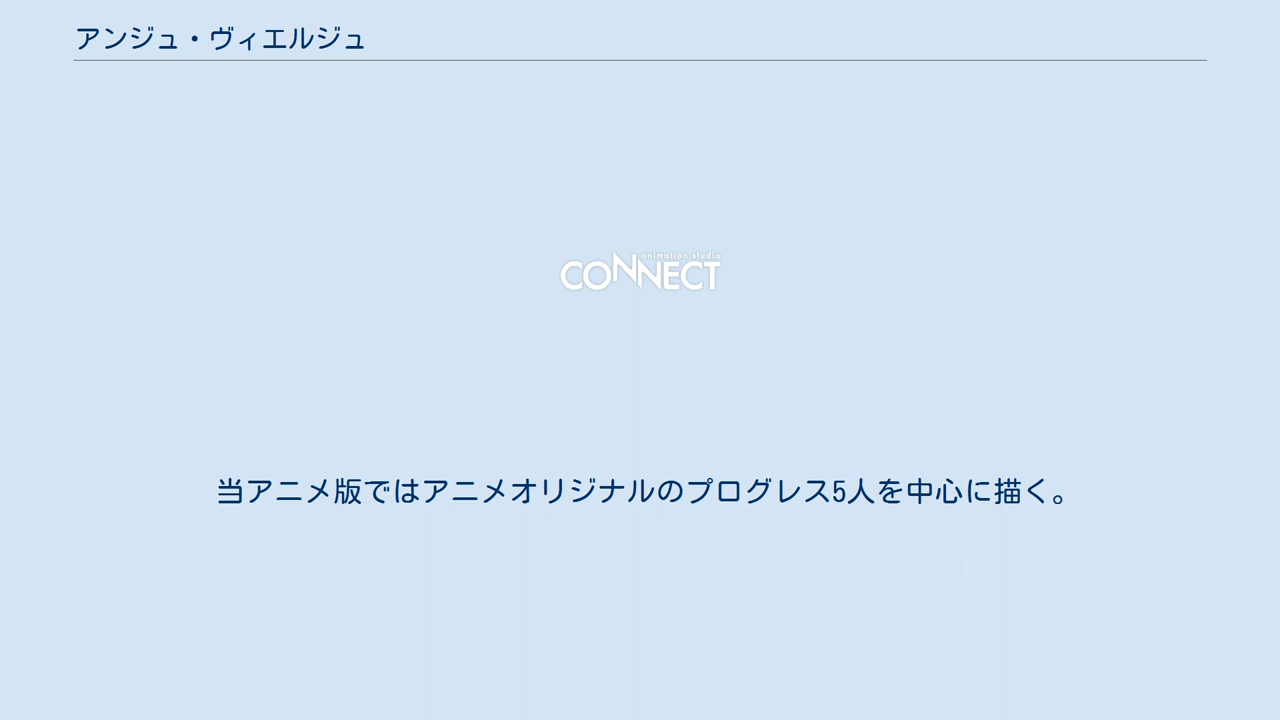 アンジュ・ヴィエルジュ
animation studio
CONNECT
当アニメ版ではアニメオリジナルのプログレス5人を中心に描く。